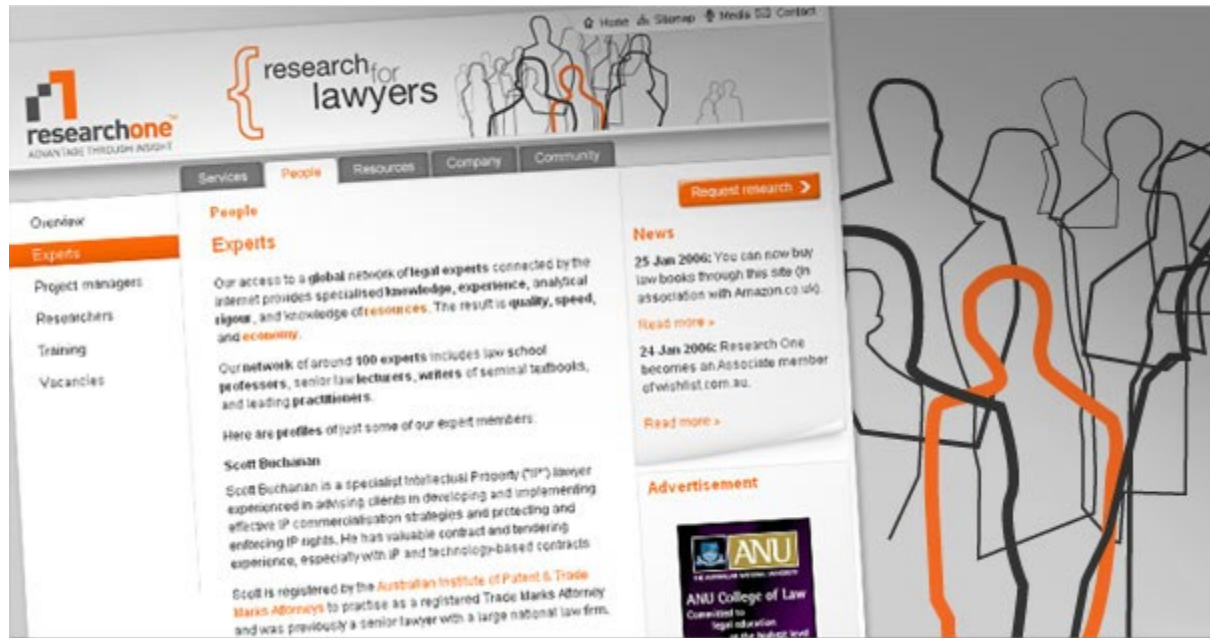 Home Sitemap Media Contact
research for
lawyers
researchone™
ADVANTAGE THROUGH INSIGHT
Services People Resources Company Community
Overview
Experts
Project managers
Researchers
Training
Vacancies
People
Experts
Our access to a global network of legal experts connected by the
internet provides specialised knowledge, experience, analytical
rigour, and knowledge of resources. The result is quality, speed,
and economy.
Our network of around 100 experts includes law school
professors, senior law lecturers, writers of seminal textbooks,
and leading practitioners.
Here are profiles of just some of our expert members:
Scott Buchanan
Scott Buchanan is a specialist Intellectual Property ("IP") lawyer
experienced in advising clients in developing and implementing
effective IP commercialisation strategies and protecting and
enforcing IP rights. He has valuable contract and tendering
experience, especially with IP and technology-based contracts
Scott is registered by the Australian Institute of Patent & Trade
Marks Attorneys to practise as a registered Trade Marks Attorney
and was previously a senior lawyer with a large national law firm.
Request research
News
25 Jan 2006: You can now buy
law books through this site (in
association with Amazon.co.uk).
Read more »
24 Jan 2006: Research One
becomes an Associate member
of wishlist.com.au.
Read more »
Advertisement
ANU
THE AUSTRALIAN NATIONAL UNIVERSITY
ANU College of Law
Committed to
legal education
at the highest level